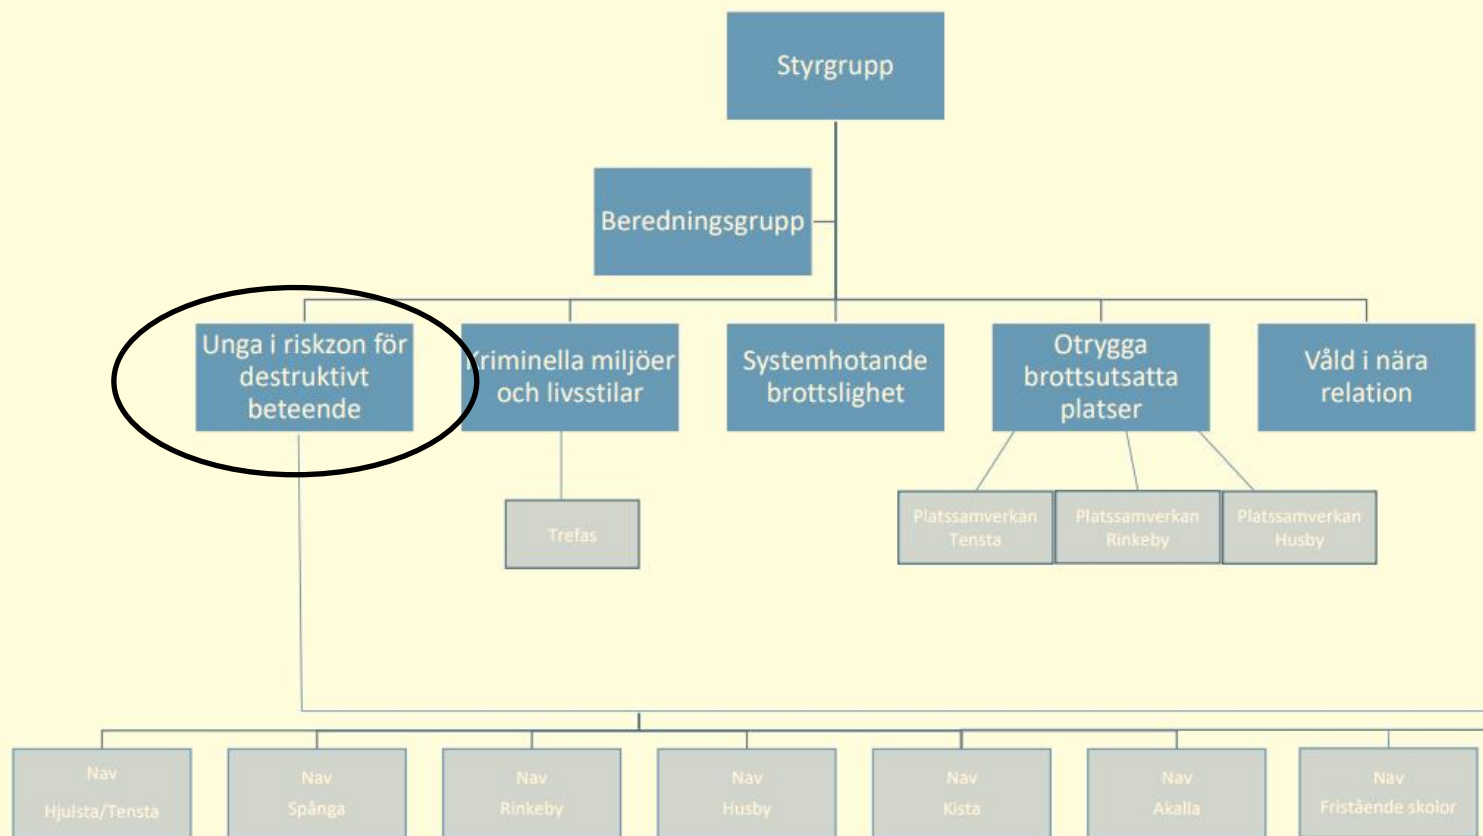 Styrgrupp
Beredningsgrupp
Unga i riskzon för
destruktivt
beteende
Kriminella miljöer
och livsstilar
Systemhotande
brottslighet
Otrygga
brottsutsatta
platser
Våld i nära
relation
Trefas
Platssamverkan
Tensta
Platssamverkan
Rinkeby
Platssamverkan
Husby
Nav
Hjulsta/Tensta
Nav
Spånga
Nav
Rinkeby
Nav
Husby
Nav
Kista
Nav
Akalla
Nav
Fristående skolor